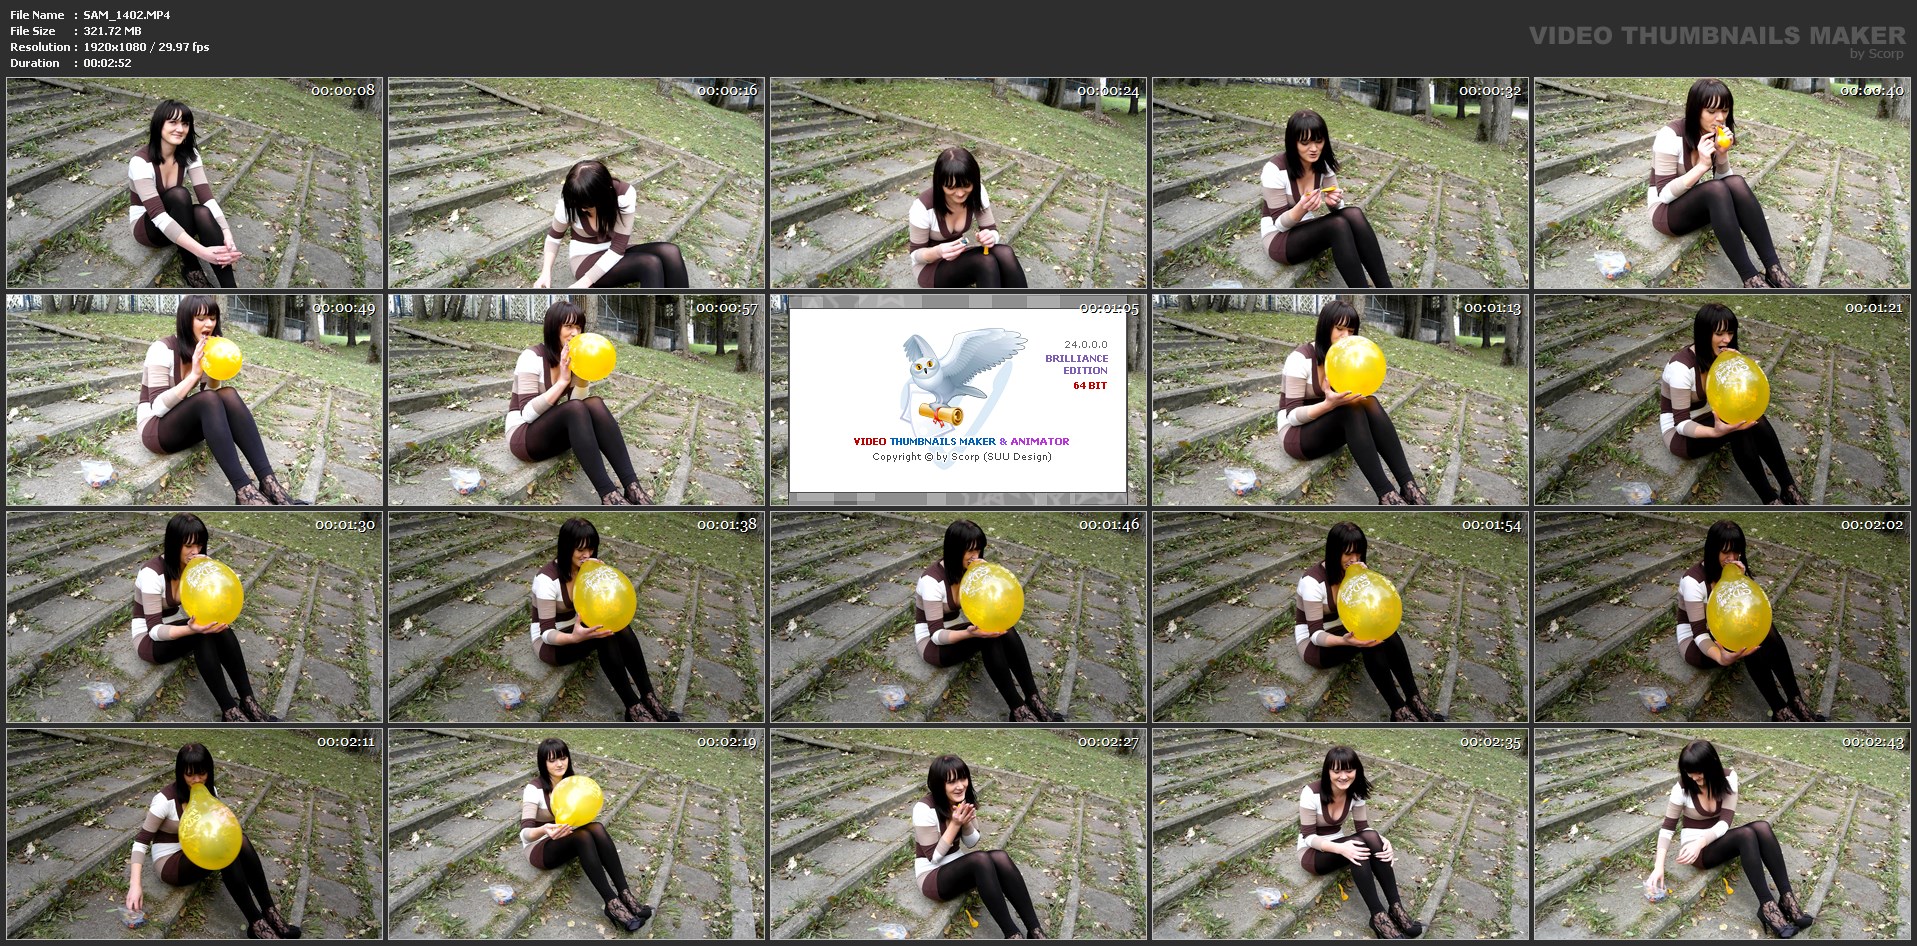 File Name : SAM_1402.MP4
File Size : 321.72 MB
Resolution : 1920x1080 / 29.97 fps
Duration : 00:02:52
VIDEO THUMBNAILS MAKER
by Scorp
00:00:08
00:00:16
00:00:24
00:00:32
00:00:40
00:00:49
00:00:57
00:01:05
24.0.0.0
BRILLIANCE
EDITION
64 BIT
VIDEO THUMBNAILS MAKER & ANIMATOR
Copyright © by Scorp (SUU Design)
00:01:13
00:01:21
00:01:30
00:01:38
00:01:46
00:01:54
00:02:02
00:02:11
00:02:19
00:02:27
00:02:35
00:02:43